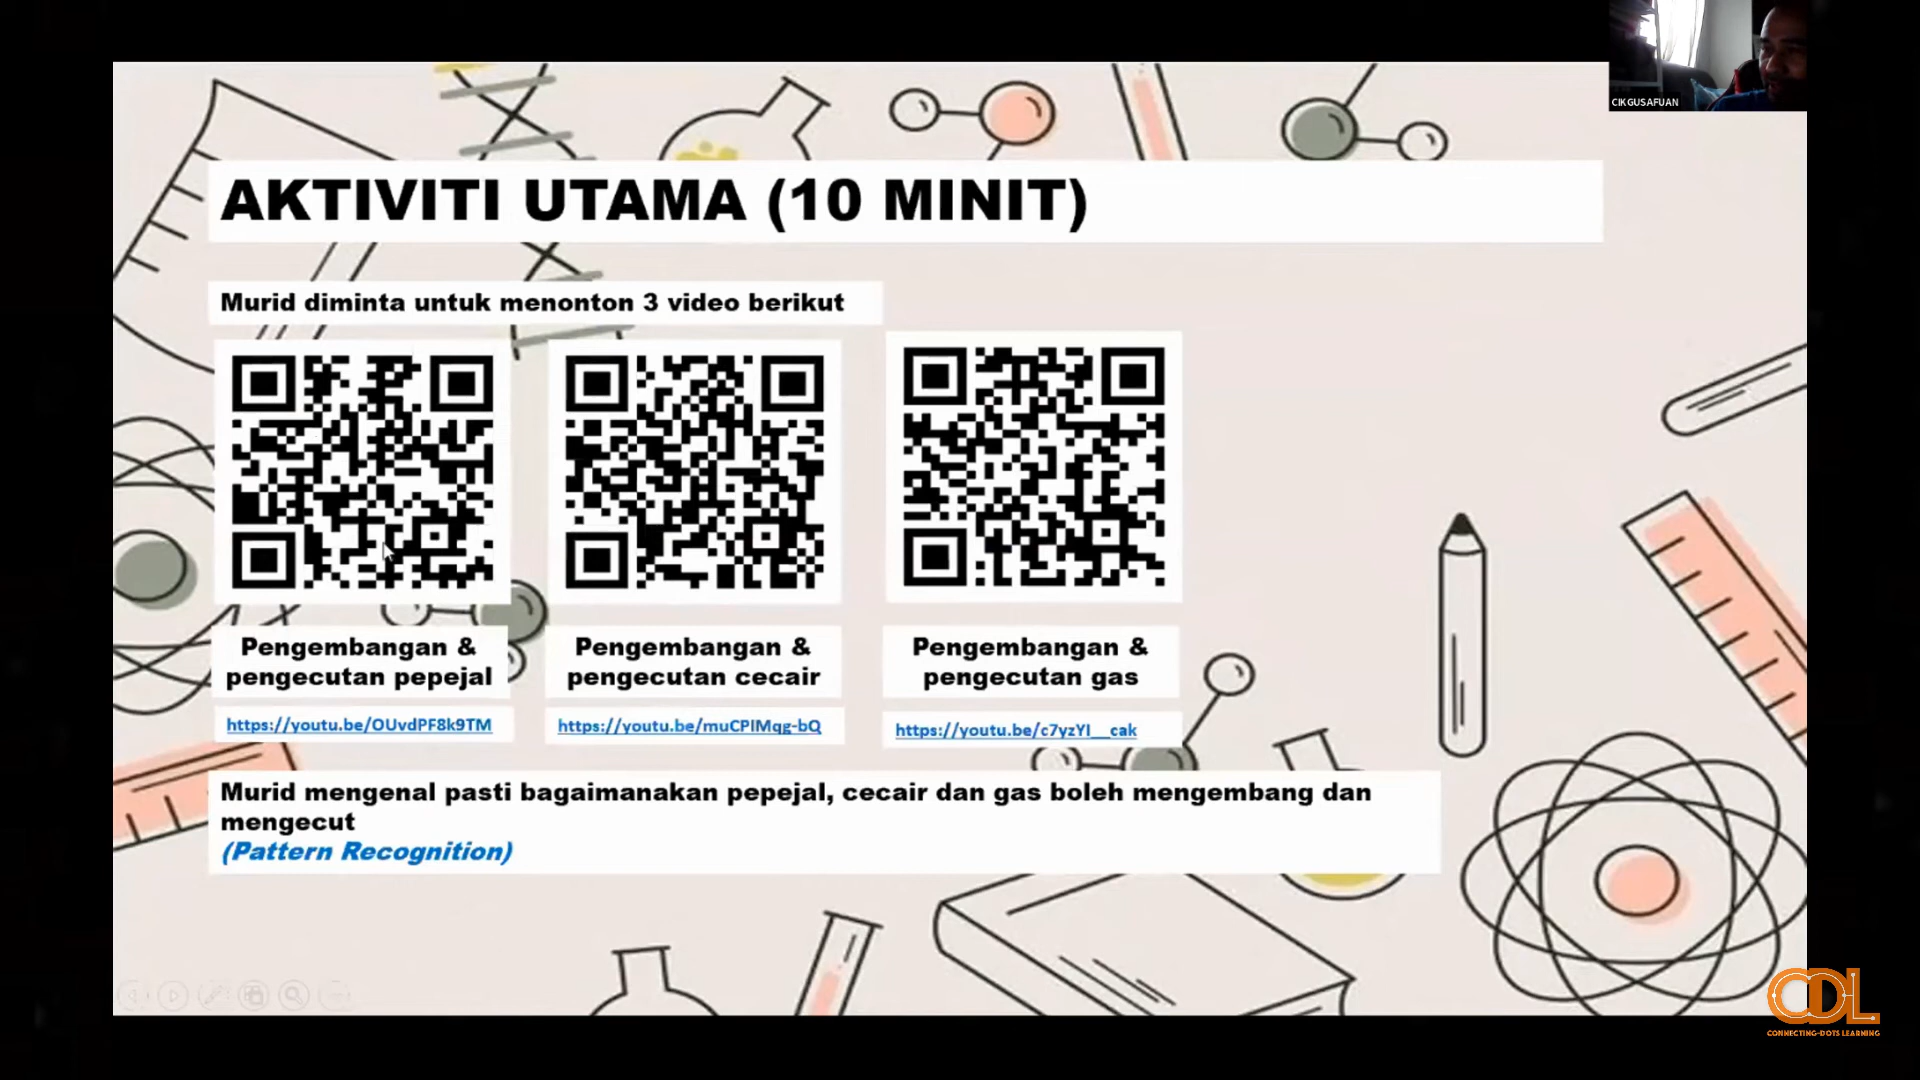 CIKGUSAFUAN
AKTIVITI UTAMA (10 MINIT)
Murid diminta untuk menonton 3 video berikut
Pengembangan &
pengecutan pepejal
Pengembangan &
pengecutan cecair
Pengembangan &
pengecutan gas
https://youtu.be/OUvdPF8k9TM
https://youtu.be/muCPIMqg-bQ
https://youtu.be/c7yzYI__cak
Murid mengenal pasti bagaimanakan pepejal, cecair dan gas boleh mengembang dan
mengecut
(Pattern Recognition)
CDL
CONNECTING-DOTS LEARNING